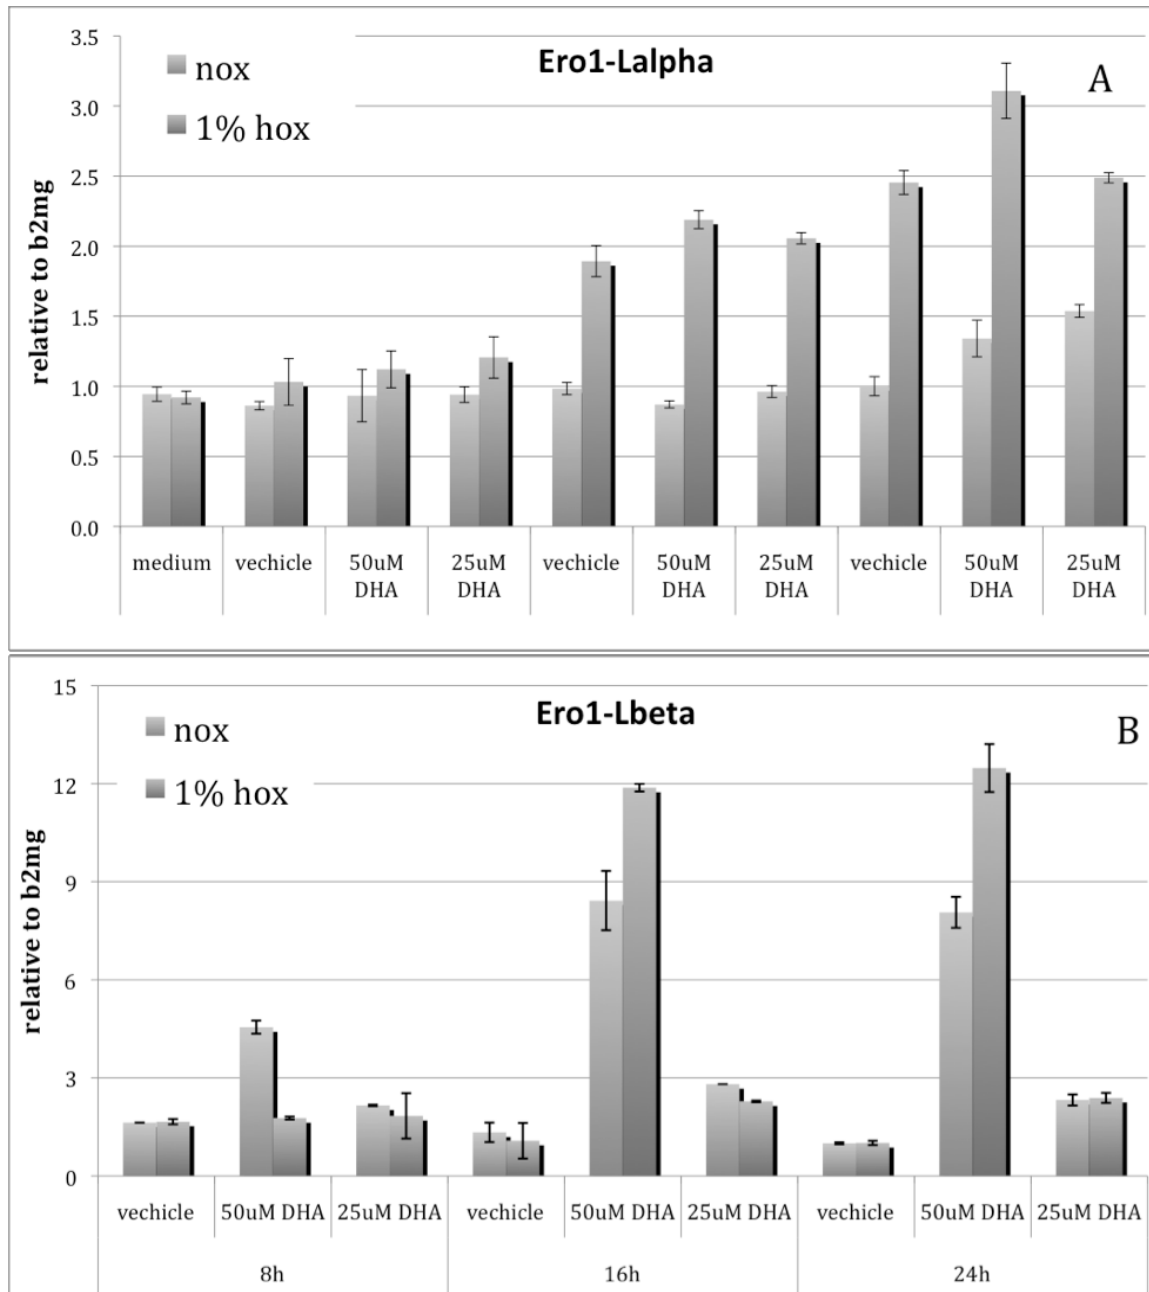 Ero1-Lalpha
A
nox
1% hox
relative to b2mg
3.5
3.0
2.5
2.0
1.5
1.0
0.5
0.0
medium vechicle 50uM 25uM vechicle 50uM 25uM vechicle 50uM 25uM
DHA DHA DHA DHA DHA DHA
Ero1-Lbeta
B
nox
1% hox
relative to b2mg
15
12
9
6
3
0
vechicle 50uM DHA 25uM DHA vechicle 50uM DHA 25uM DHA vechicle 50uM DHA 25uM DHA
8h 16h 24h